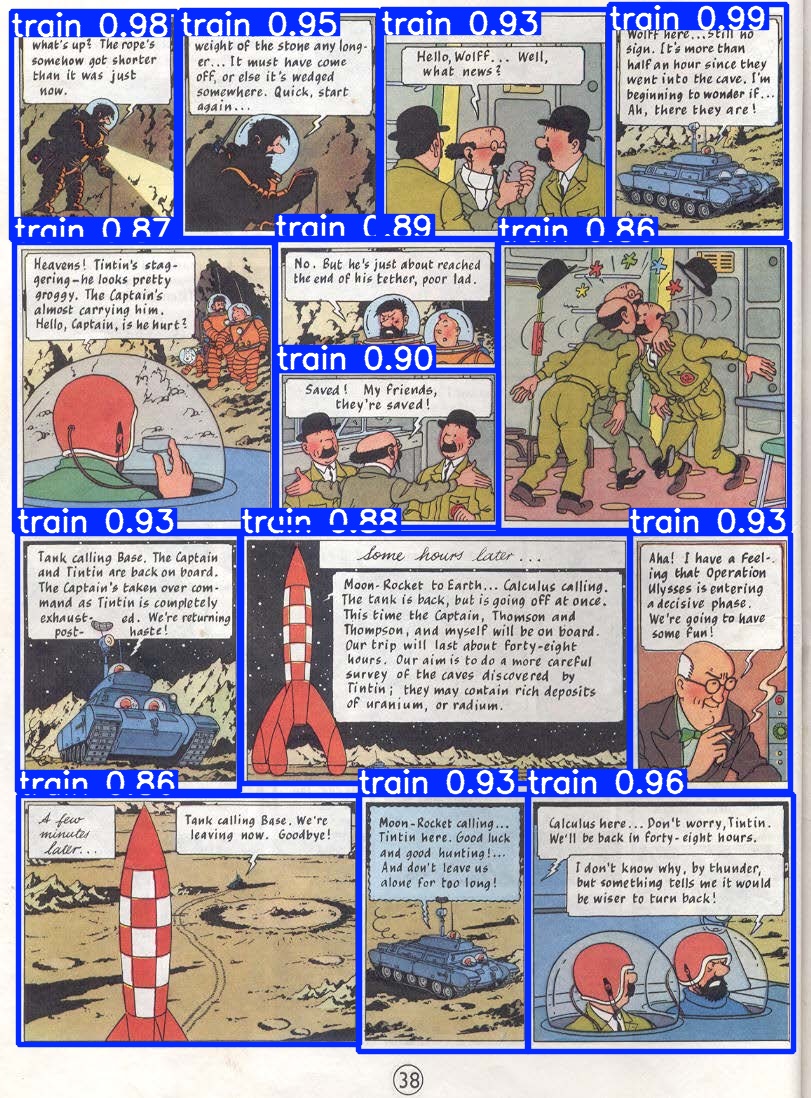 train 0.98
what's up? The rope's
somehow got shorter
than it was just
now.
train 0.95
weight of the stone any long-
er... It must have come
off, or else it's wedged
somewhere. Quick, start
again...
train 0.93
Hello, Wolff... Well,
what news?
train 0.99
Wolff here...Still no
sign. It's more than
half an hour since they
went into the cave. I'm
beginning to wonder if...
Ah, there they are!
train 0.87
Heavens! Tintin's stag-
gering-he looks pretty
groggy. The Captain's
almost carrying him.
Hello, Captain, is he hurt?
train 0.89
No. But he's just about reached
the end of his tether, poor lad.
train 0.90
Saved! My friends,
they're saved!
train 0.86
train 0.93
Tank calling Base. The Captain
and Tintin are back on board.
The Captain's taken over com-
mand as Tintin is completely
exhaust- ed. We're returning
post- haste!
train 0.88
Some hours later...
Moon-Rocket to Earth... Calculus calling.
The tank is back, but is going off at once.
This time the Captain, Thomson and
Thompson, and myself will be on board.
Our trip will last about forty-eight
hours. Our aim is to do a more careful
survey of the caves discovered by
Tintin; they may contain rich deposits
of uranium, or radium.
train 0.93
Aha! I have a feel-
ing that Operation
Ulysses is entering
a decisive phase.
We're going to have
some fun!
train 0.86
A few
minutes
later...
Tank calling Base. We're
leaving now. Goodbye!
train 0.93
Moon-Rocket calling...
Tintin here. Good luck
and good hunting!...
And don't leave us
alone for too long!
train 0.96
Calculus here... Don't worry, Tintin.
We'll be back in forty-eight hours.
I don't know why, by thunder,
but something tells me it would
be wiser to turn back!
38